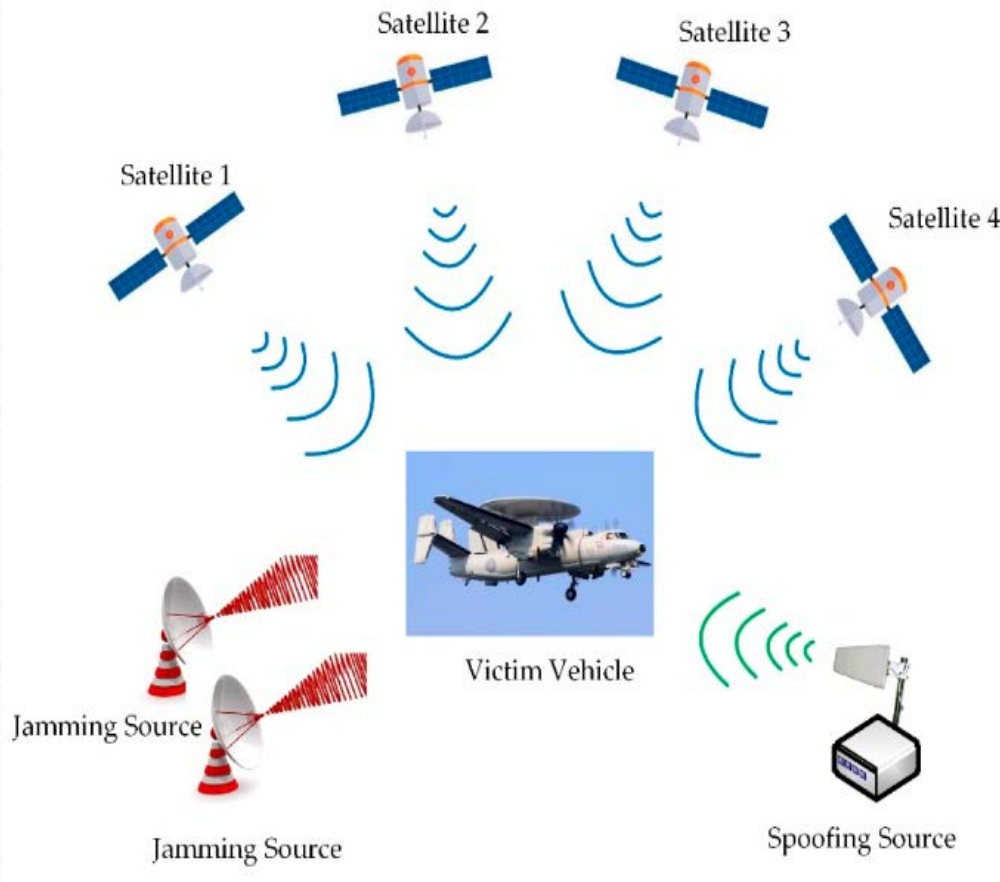 Satellite 2
Satellite 3
Satellite 1
Satellite 4
Victim Vehicle
Jamming Source
Spoofing Source
Jamming Source